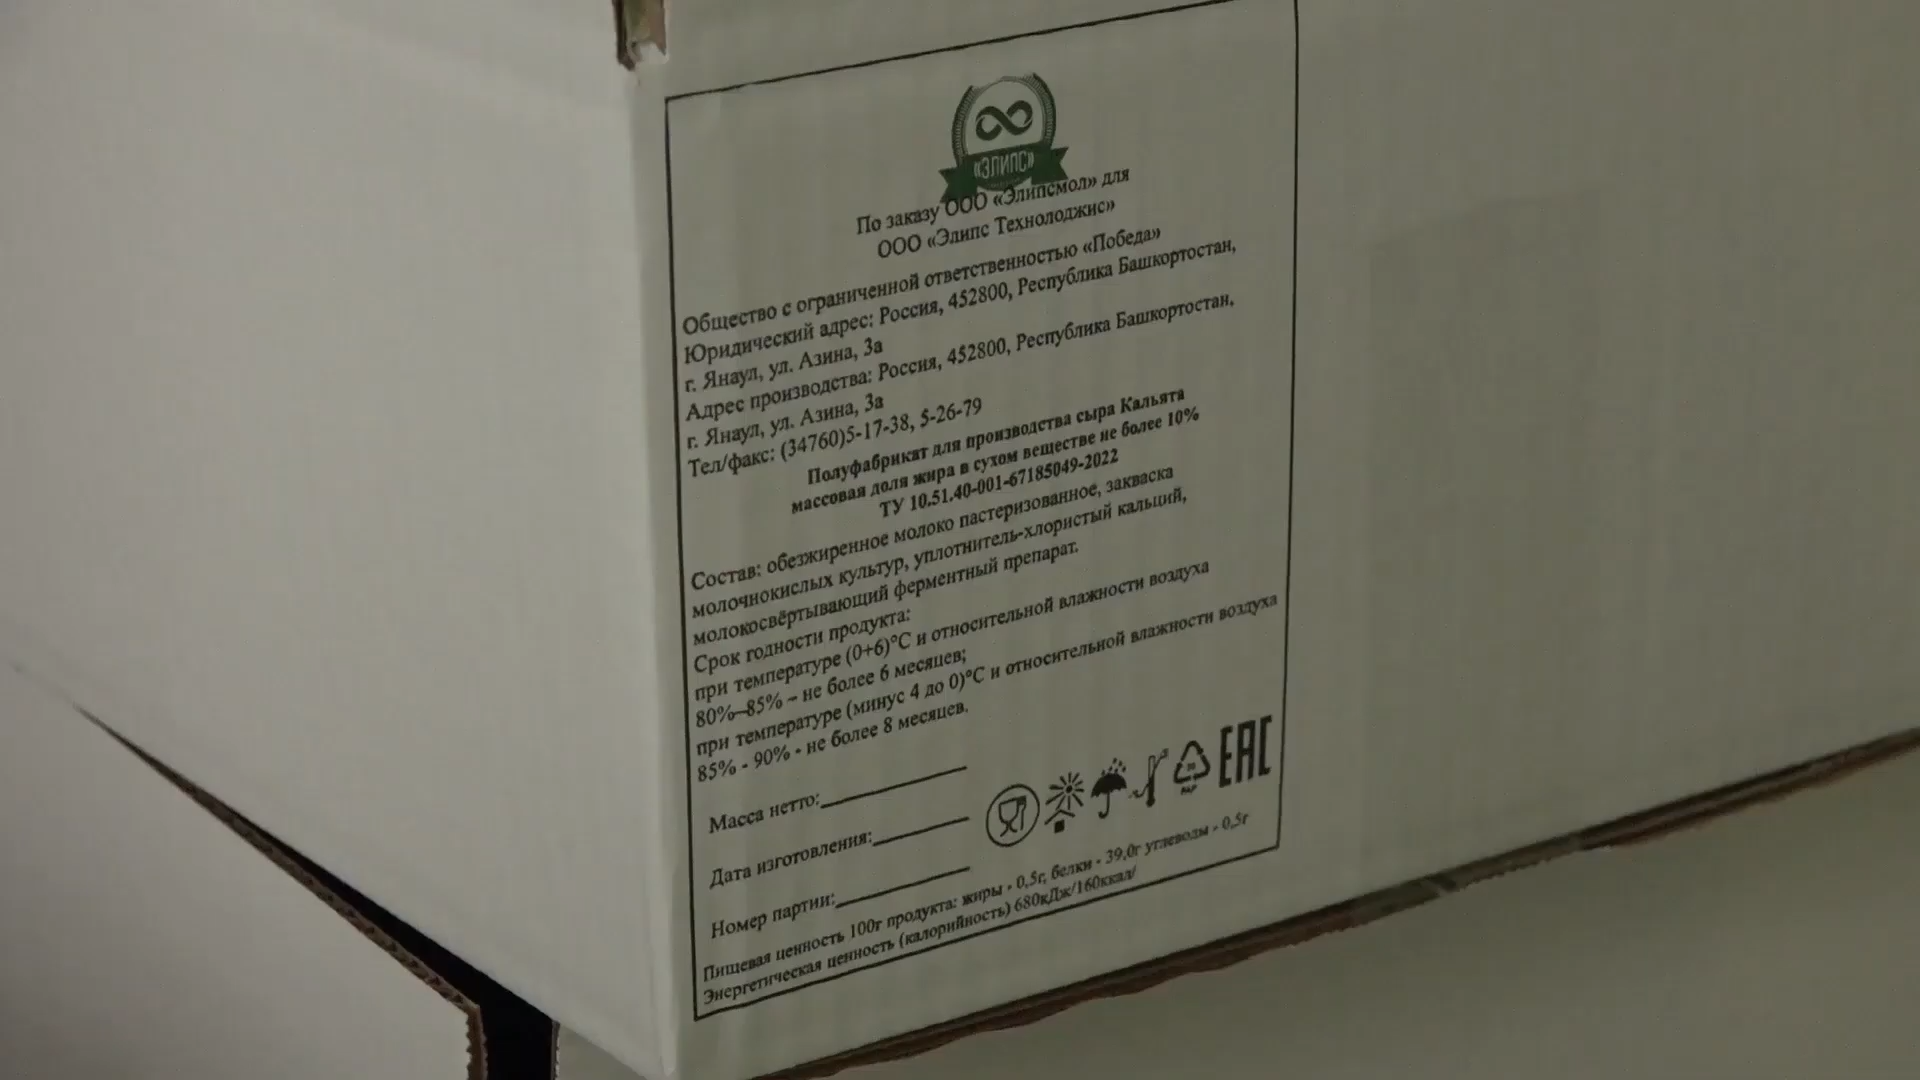 «ЭЛИПС»
По заказу ООО «Элипсмол» для
ООО «Элипс Технолоджис»
Общество с ограниченной ответственностью «Победа»
Юридический адрес: Россия, 452800, Республика Башкортостан,
г. Янаул, ул. Азина, 3а
Адрес производства: Россия, 452800, Республика Башкортостан,
г. Янаул, ул. Азина, 3а
Тел/факс: (34760)5-17-38, 5-26-79
Полуфабрикат для производства сыра Кальята
массовая доля жира в сухом веществе не более 10%
ТУ 10.51.40-001-67185049-2022
Состав: обезжиренное молоко пастеризованное, закваска
молочнокислых культур, уплотнитель-хлористый кальций,
молокосвёртывающий ферментный препарат.
Срок годности продукта:
при температуре (0+6)°С и относительной влажности воздуха
80%–85% – не более 6 месяцев;
при температуре (минус 4 до 0)°С и относительной влажности воздуха
85% - 90% - не более 8 месяцев.
Масса нетто:
Дата изготовления:
Номер партии:
EAC
Пищевая ценность 100г продукта: жиры - 0,5г, белки - 39,0г углеводы - 0,5г
Энергетическая ценность (калорийность) 680кДж/160ккал/